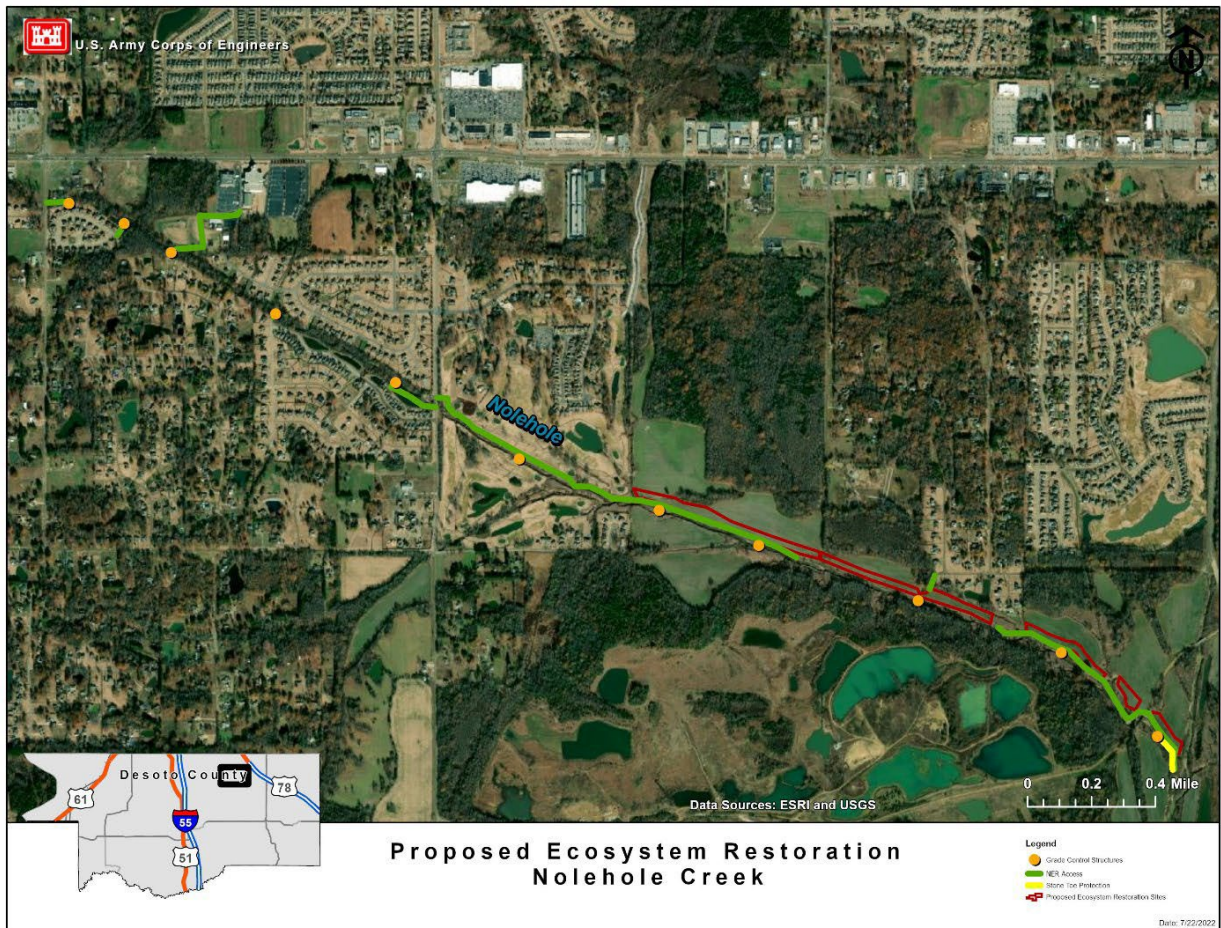 U.S. Army Corps of Engineers
N
Nolehole
0 0.2 0.4 Mile
Data Sources: ESRI and USGS
Desoto County
61
78
55
51
Proposed Ecosystem Restoration
Nolehole Creek
Legend
Grade Control Structures
NER Access
Stone Toe Protection
Proposed Ecosystem Restoration Sites
Date: 7/22/2022